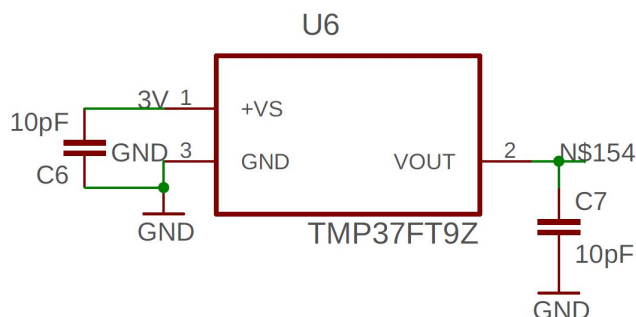 U6
3V 1
+VS
10pF
GND 3
GND
VOUT
2
N$154
C6
C7
GND
TMP37FT9Z
10pF
GND